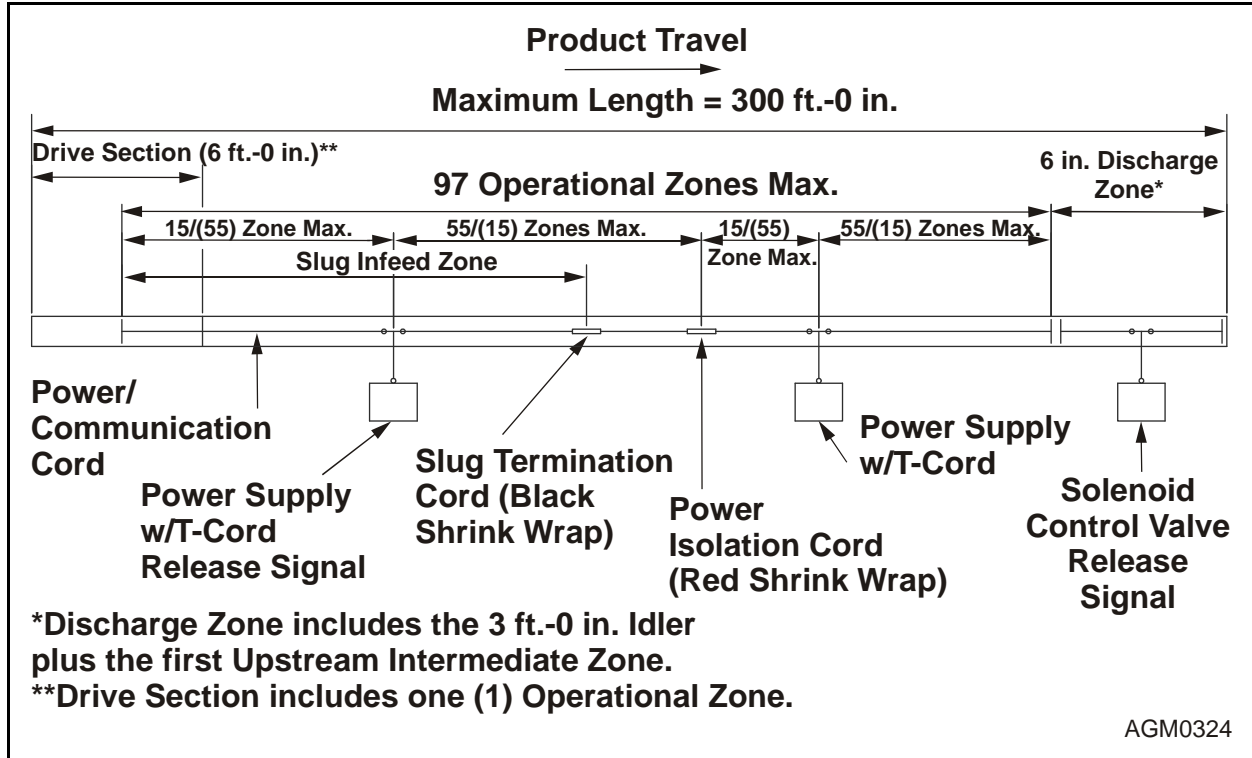 Product Travel
Maximum Length = 300 ft.-0 in.
Drive Section (6 ft.-0 in.)**
6 in. Discharge
Zone*
97 Operational Zones Max.
15/(55) Zone Max.
55/(15) Zones Max.
15/(55)
Zone Max.
55/(15) Zones Max.
Slug Infeed Zone
Power/
Communication
Cord
Power Supply
w/T-Cord
Release Signal
Slug Termination
Cord (Black
Shrink Wrap)
Power
Isolation Cord
(Red Shrink Wrap)
Power Supply
w/T-Cord
Solenoid
Control Valve
Release
Signal
*Discharge Zone includes the 3 ft.-0 in. Idler
plus the first Upstream Intermediate Zone.
**Drive Section includes one (1) Operational Zone.
AGM0324